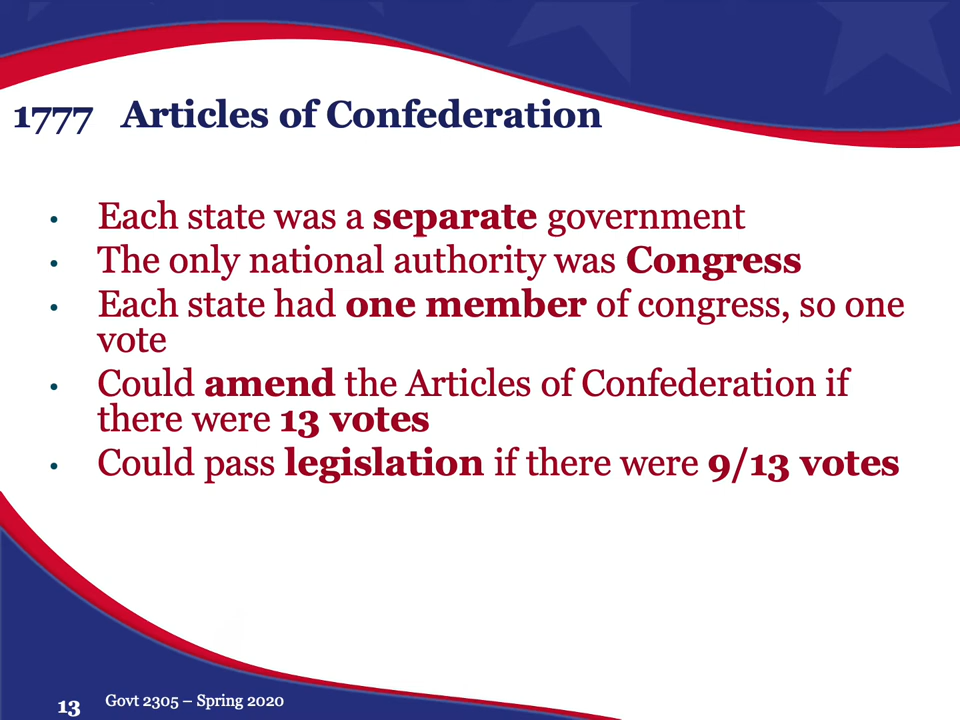 1777 Articles of Confederation
• Each state was a separate government
• The only national authority was Congress
• Each state had one member of congress, so one
vote
• Could amend the Articles of Confederation if
there were 13 votes
• Could pass legislation if there were 9/13 votes
13 Govt 2305 – Spring 2020